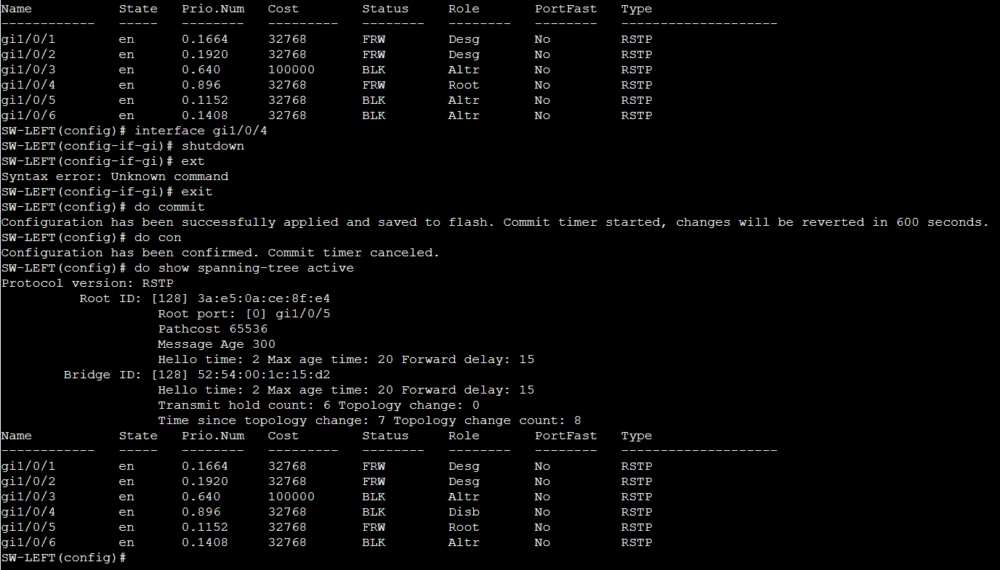 Name           State   Prio.Num   Cost        Status     Role       PortFast   Type
------------   -----   --------   ---------   --------   --------   --------   --------------------
gi1/0/1        en      0.1664     32768       FRW        Desg       No         RSTP
gi1/0/2        en      0.1920     32768       FRW        Desg       No         RSTP
gi1/0/3        en      0.640      100000      BLK        Altr       No         RSTP
gi1/0/4        en      0.896      32768       FRW        Root       No         RSTP
gi1/0/5        en      0.1152     32768       BLK        Altr       No         RSTP
gi1/0/6        en      0.1408     32768       BLK        Altr       No         RSTP
SW-LEFT(config)# interface gi1/0/4
SW-LEFT(config-if-gi)# shutdown
SW-LEFT(config-if-gi)# ext
Syntax error: Unknown command
SW-LEFT(config-if-gi)# exit
SW-LEFT(config)# do commit
Configuration has been successfully applied and saved to flash. Commit timer started, changes will be reverted in 600 seconds.
SW-LEFT(config)# do con
Configuration has been confirmed. Commit timer canceled.
SW-LEFT(config)# do show spanning-tree active
Protocol version: RSTP
          Root ID: [128] 3a:e5:0a:ce:8f:e4
                    Root port: [0] gi1/0/5
                    Pathcost 65536
                    Message Age 300
                    Hello time: 2 Max age time: 20 Forward delay: 15
        Bridge ID: [128] 52:54:00:1c:15:d2
                    Hello time: 2 Max age time: 20 Forward delay: 15
                    Transmit hold count: 6 Topology change: 0
                    Time since topology change: 7 Topology change count: 8
Name           State   Prio.Num   Cost        Status     Role       PortFast   Type
------------   -----   --------   ---------   --------   --------   --------   --------------------
gi1/0/1        en      0.1664     32768       FRW        Desg       No         RSTP
gi1/0/2        en      0.1920     32768       FRW        Desg       No         RSTP
gi1/0/3        en      0.640      100000      BLK        Altr       No         RSTP
gi1/0/4        en      0.896      32768       BLK        Disb       No         RSTP
gi1/0/5        en      0.1152     32768       FRW        Root       No         RSTP
gi1/0/6        en      0.1408     32768       BLK        Altr       No         RSTP
SW-LEFT(config)#